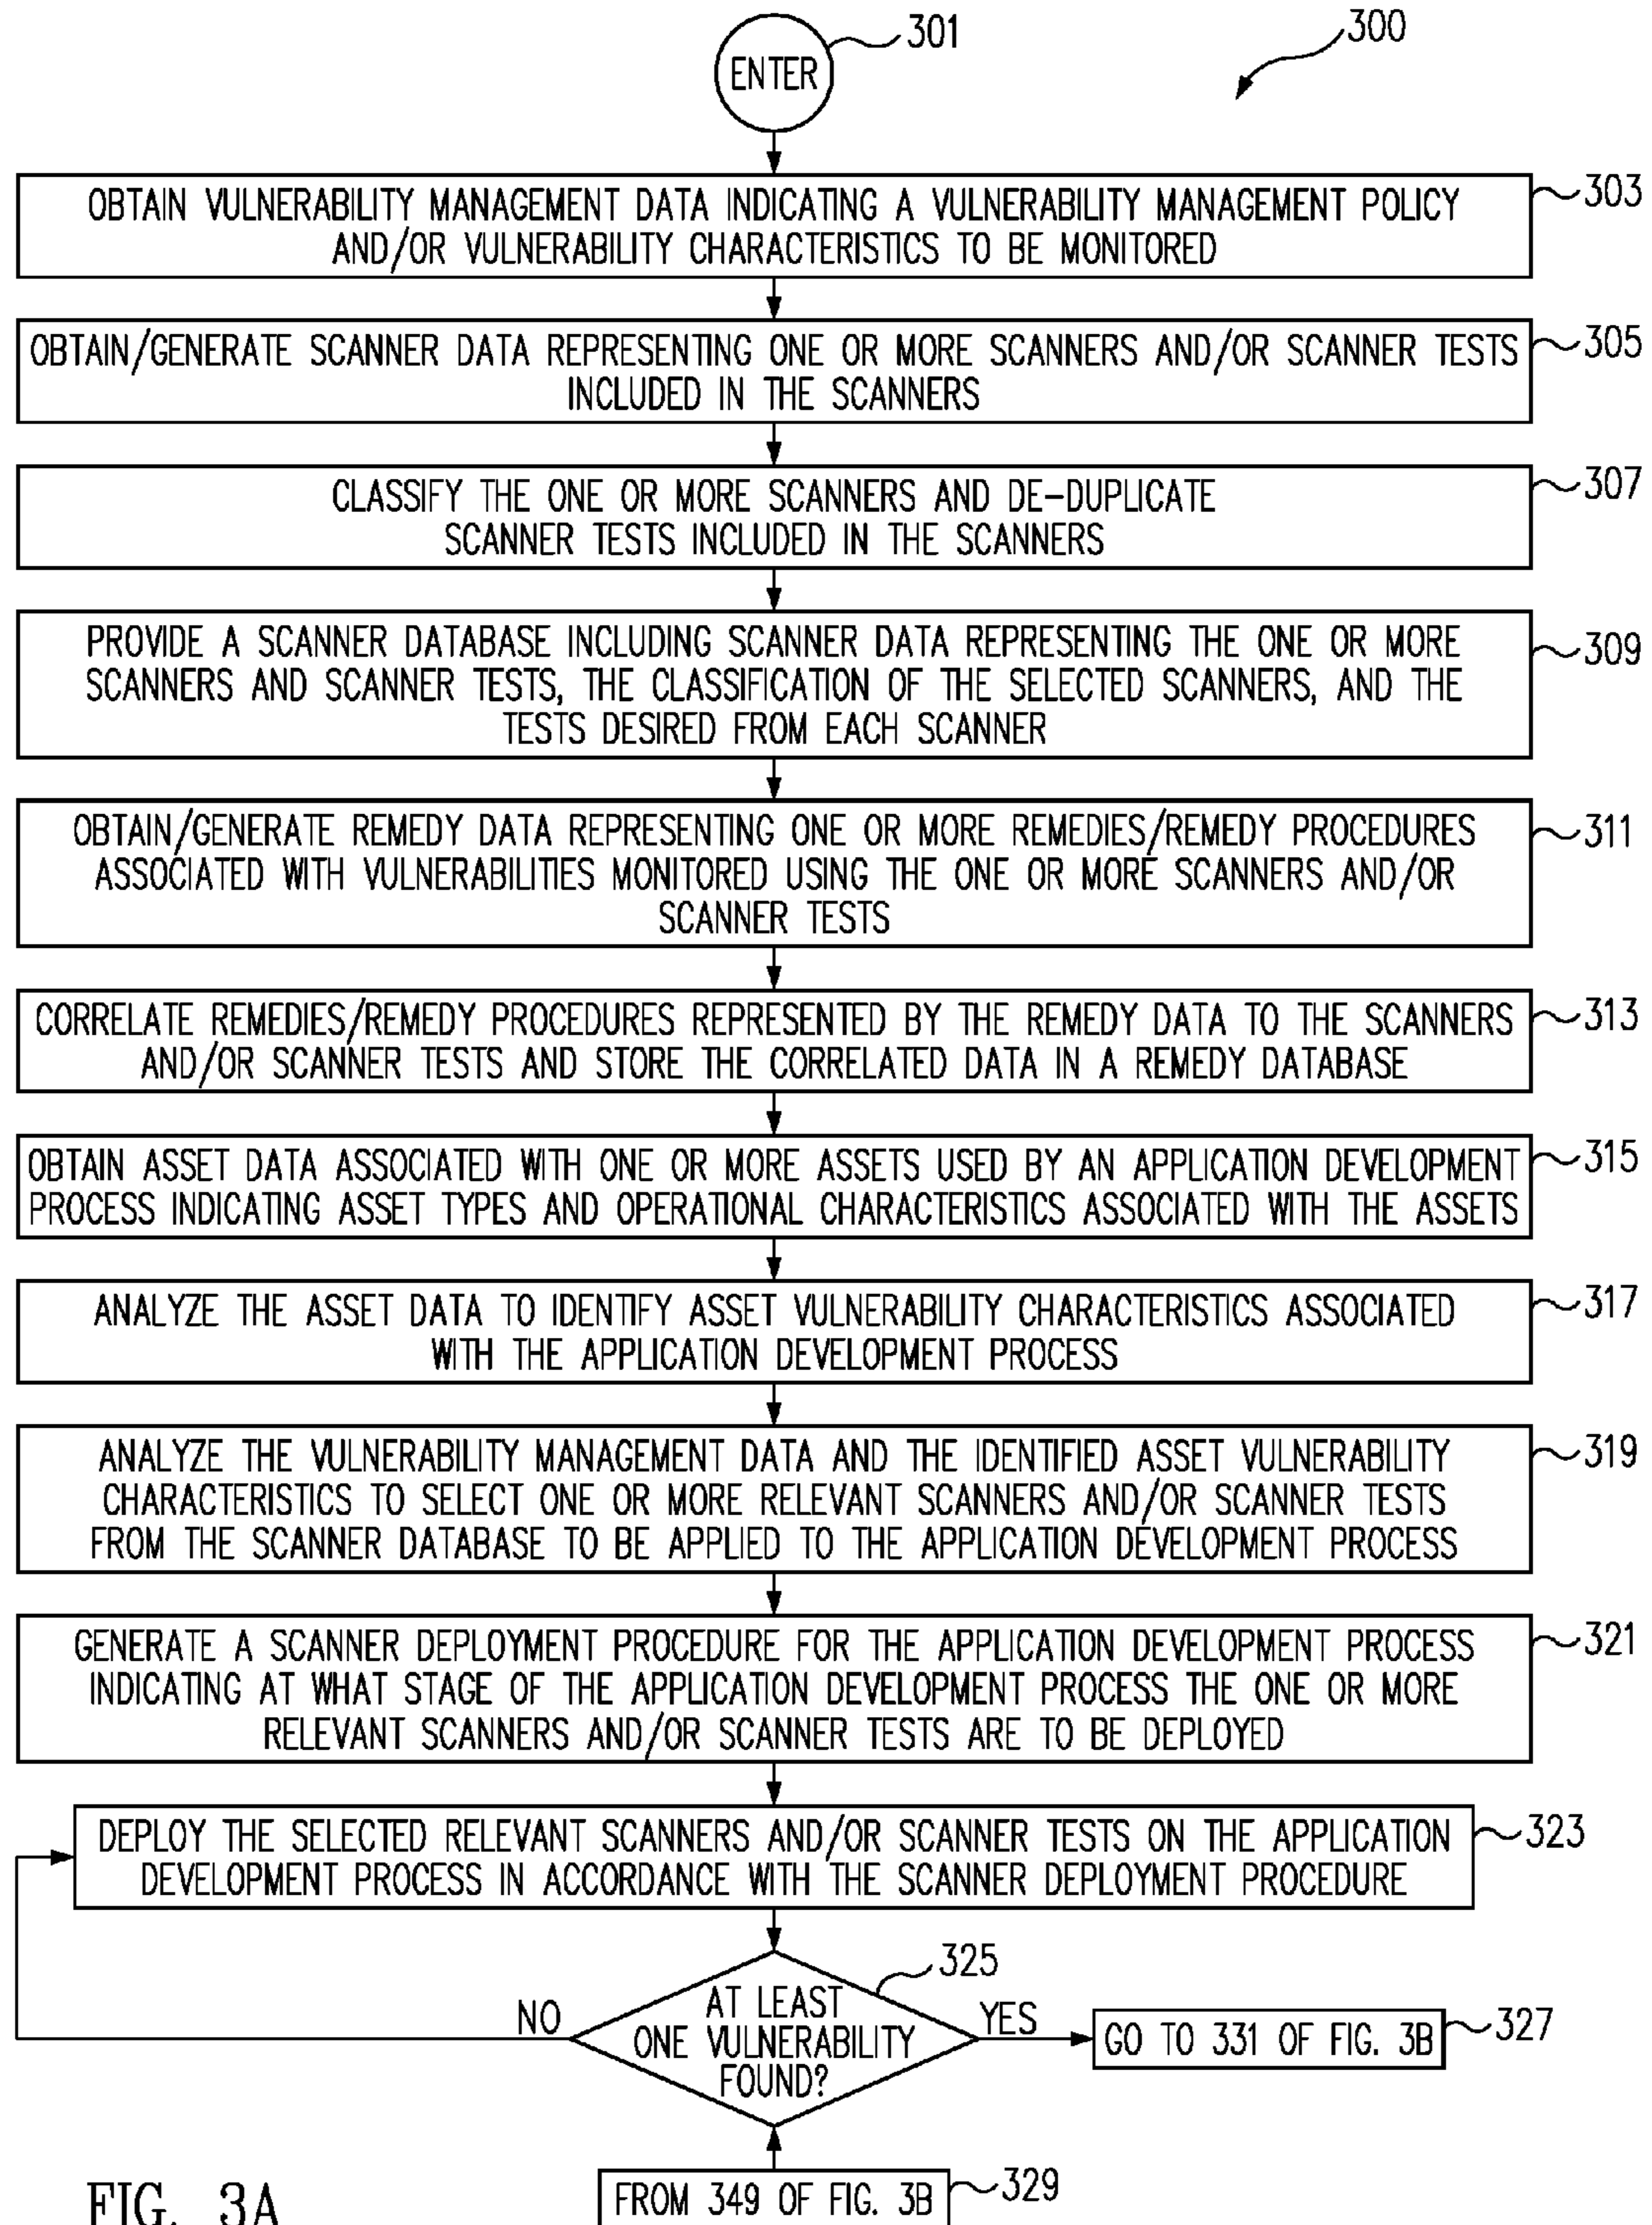 301
300
ENTER
303
OBTAIN VULNERABILITY MANAGEMENT DATA INDICATING A VULNERABILITY MANAGEMENT POLICY
AND/OR VULNERABILITY CHARACTERISTICS TO BE MONITORED
305
OBTAIN/GENERATE SCANNER DATA REPRESENTING ONE OR MORE SCANNERS AND/OR SCANNER TESTS
INCLUDED IN THE SCANNERS
307
CLASSIFY THE ONE OR MORE SCANNERS AND DE-DUPLICATE
SCANNER TESTS INCLUDED IN THE SCANNERS
309
PROVIDE A SCANNER DATABASE INCLUDING SCANNER DATA REPRESENTING THE ONE OR MORE
SCANNERS AND SCANNER TESTS, THE CLASSIFICATION OF THE SELECTED SCANNERS, AND THE
TESTS DESIRED FROM EACH SCANNER
311
OBTAIN/GENERATE REMEDY DATA REPRESENTING ONE OR MORE REMEDIES/REMEDY PROCEDURES
ASSOCIATED WITH VULNERABILITIES MONITORED USING THE ONE OR MORE SCANNERS AND/OR
SCANNER TESTS
313
CORRELATE REMEDIES/REMEDY PROCEDURES REPRESENTED BY THE REMEDY DATA TO THE SCANNERS
AND/OR SCANNER TESTS AND STORE THE CORRELATED DATA IN A REMEDY DATABASE
315
OBTAIN ASSET DATA ASSOCIATED WITH ONE OR MORE ASSETS USED BY AN APPLICATION DEVELOPMENT
PROCESS INDICATING ASSET TYPES AND OPERATIONAL CHARACTERISTICS ASSOCIATED WITH THE ASSETS
317
ANALYZE THE ASSET DATA TO IDENTIFY ASSET VULNERABILITY CHARACTERISTICS ASSOCIATED
WITH THE APPLICATION DEVELOPMENT PROCESS
319
ANALYZE THE VULNERABILITY MANAGEMENT DATA AND THE IDENTIFIED ASSET VULNERABILITY
CHARACTERISTICS TO SELECT ONE OR MORE RELEVANT SCANNERS AND/OR SCANNER TESTS
FROM THE SCANNER DATABASE TO BE APPLIED TO THE APPLICATION DEVELOPMENT PROCESS
321
GENERATE A SCANNER DEPLOYMENT PROCEDURE FOR THE APPLICATION DEVELOPMENT PROCESS
INDICATING AT WHAT STAGE OF THE APPLICATION DEVELOPMENT PROCESS THE ONE OR MORE
RELEVANT SCANNERS AND/OR SCANNER TESTS ARE TO BE DEPLOYED
323
DEPLOY THE SELECTED RELEVANT SCANNERS AND/OR SCANNER TESTS ON THE APPLICATION
DEVELOPMENT PROCESS IN ACCORDANCE WITH THE SCANNER DEPLOYMENT PROCEDURE
325
AT LEAST
ONE VULNERABILITY
FOUND?
NO
YES
GO TO 331 OF FIG. 3B
327
FROM 349 OF FIG. 3B
329
FIG. 3A